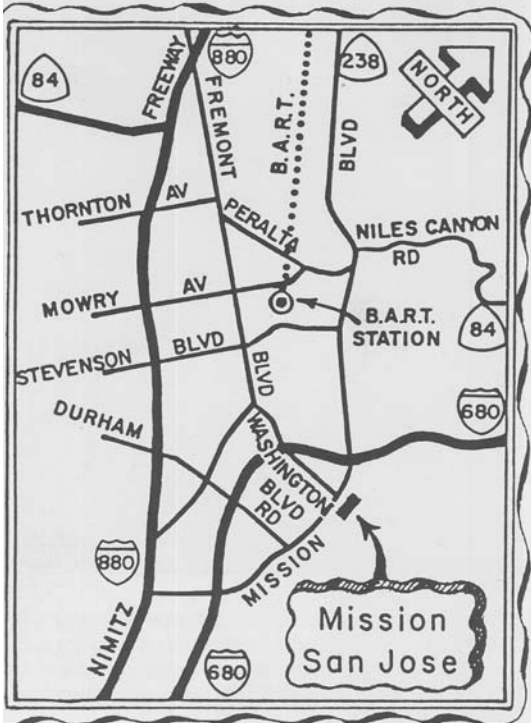 84
FREEWAY
880
FREMONT
B.A.R.T.
238
BLVD
NORTH
THORNTON AV
PERALTA
NILES CANYON
RD
MOWRY AV
B.A.R.T.
STATION
84
STEVENSON BLVD
BLVD
680
DURHAM
RD
WASHINGTON
BLVD
880
MISSION
NIMITZ
680
Mission
San Jose